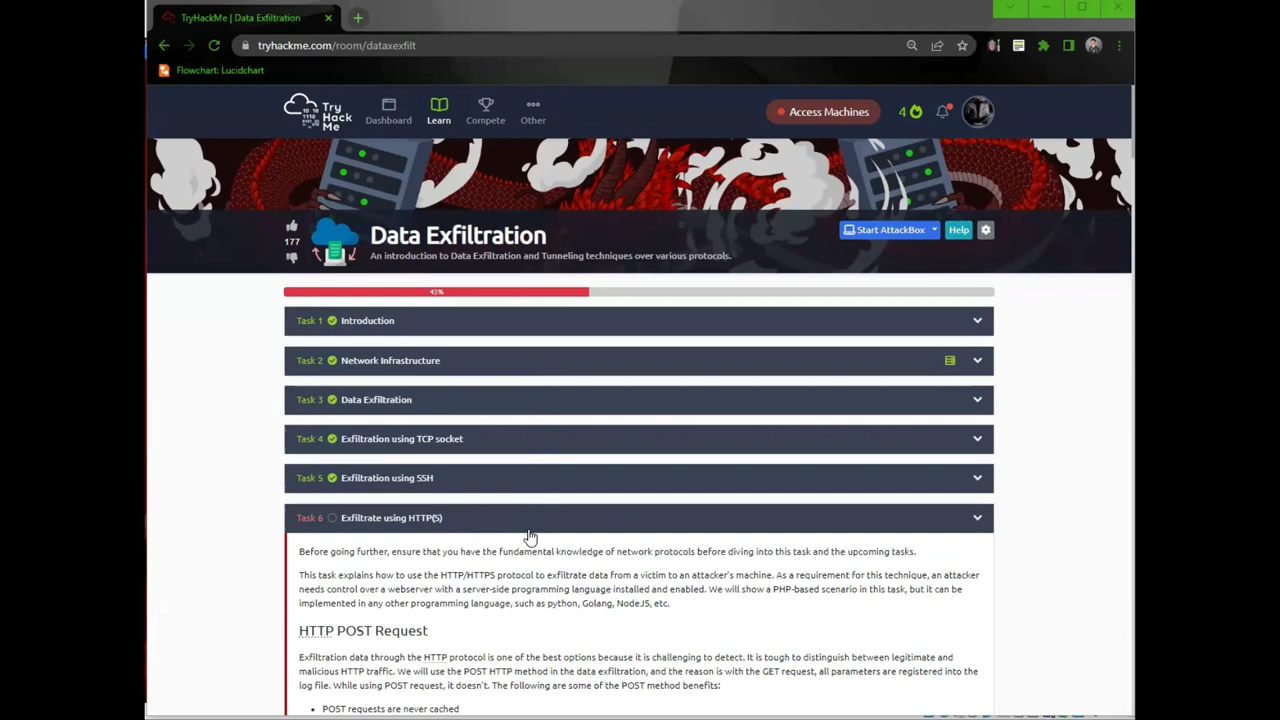 TryHackMe | Data Exfiltration
tryhackme.com/room/dataxexfilt
Flowchart: Lucidchart
Try
Hack
Me
Dashboard
Learn
Compete
Other
Access Machines
4
177
Data Exfiltration
An introduction to Data Exfiltration and Tunneling techniques over various protocols.
Start AttackBox
Help
43%
Task 1 Introduction
Task 2 Network Infrastructure
Task 3 Data Exfiltration
Task 4 Exfiltration using TCP socket
Task 5 Exfiltration using SSH
Task 6 Exfiltrate using HTTP(S)
Before going further, ensure that you have the fundamental knowledge of network protocols before diving into this task and the upcoming tasks.
This task explains how to use the HTTP/HTTPS protocol to exfiltrate data from a victim to an attacker's machine. As a requirement for this technique, an attacker
needs control over a webserver with a server-side programming language installed and enabled. We will show a PHP-based scenario in this task, but it can be
implemented in any other programming language, such as python, Golang, NodeJS, etc.
HTTP POST Request
Exfiltration data through the HTTP protocol is one of the best options because it is challenging to detect. It is tough to distinguish between legitimate and
malicious HTTP traffic. We will use the POST HTTP method in the data exfiltration, and the reason is with the GET request, all parameters are registered into the
log file. While using POST request, it doesn't. The following are some of the POST method benefits:
• POST requests are never cached